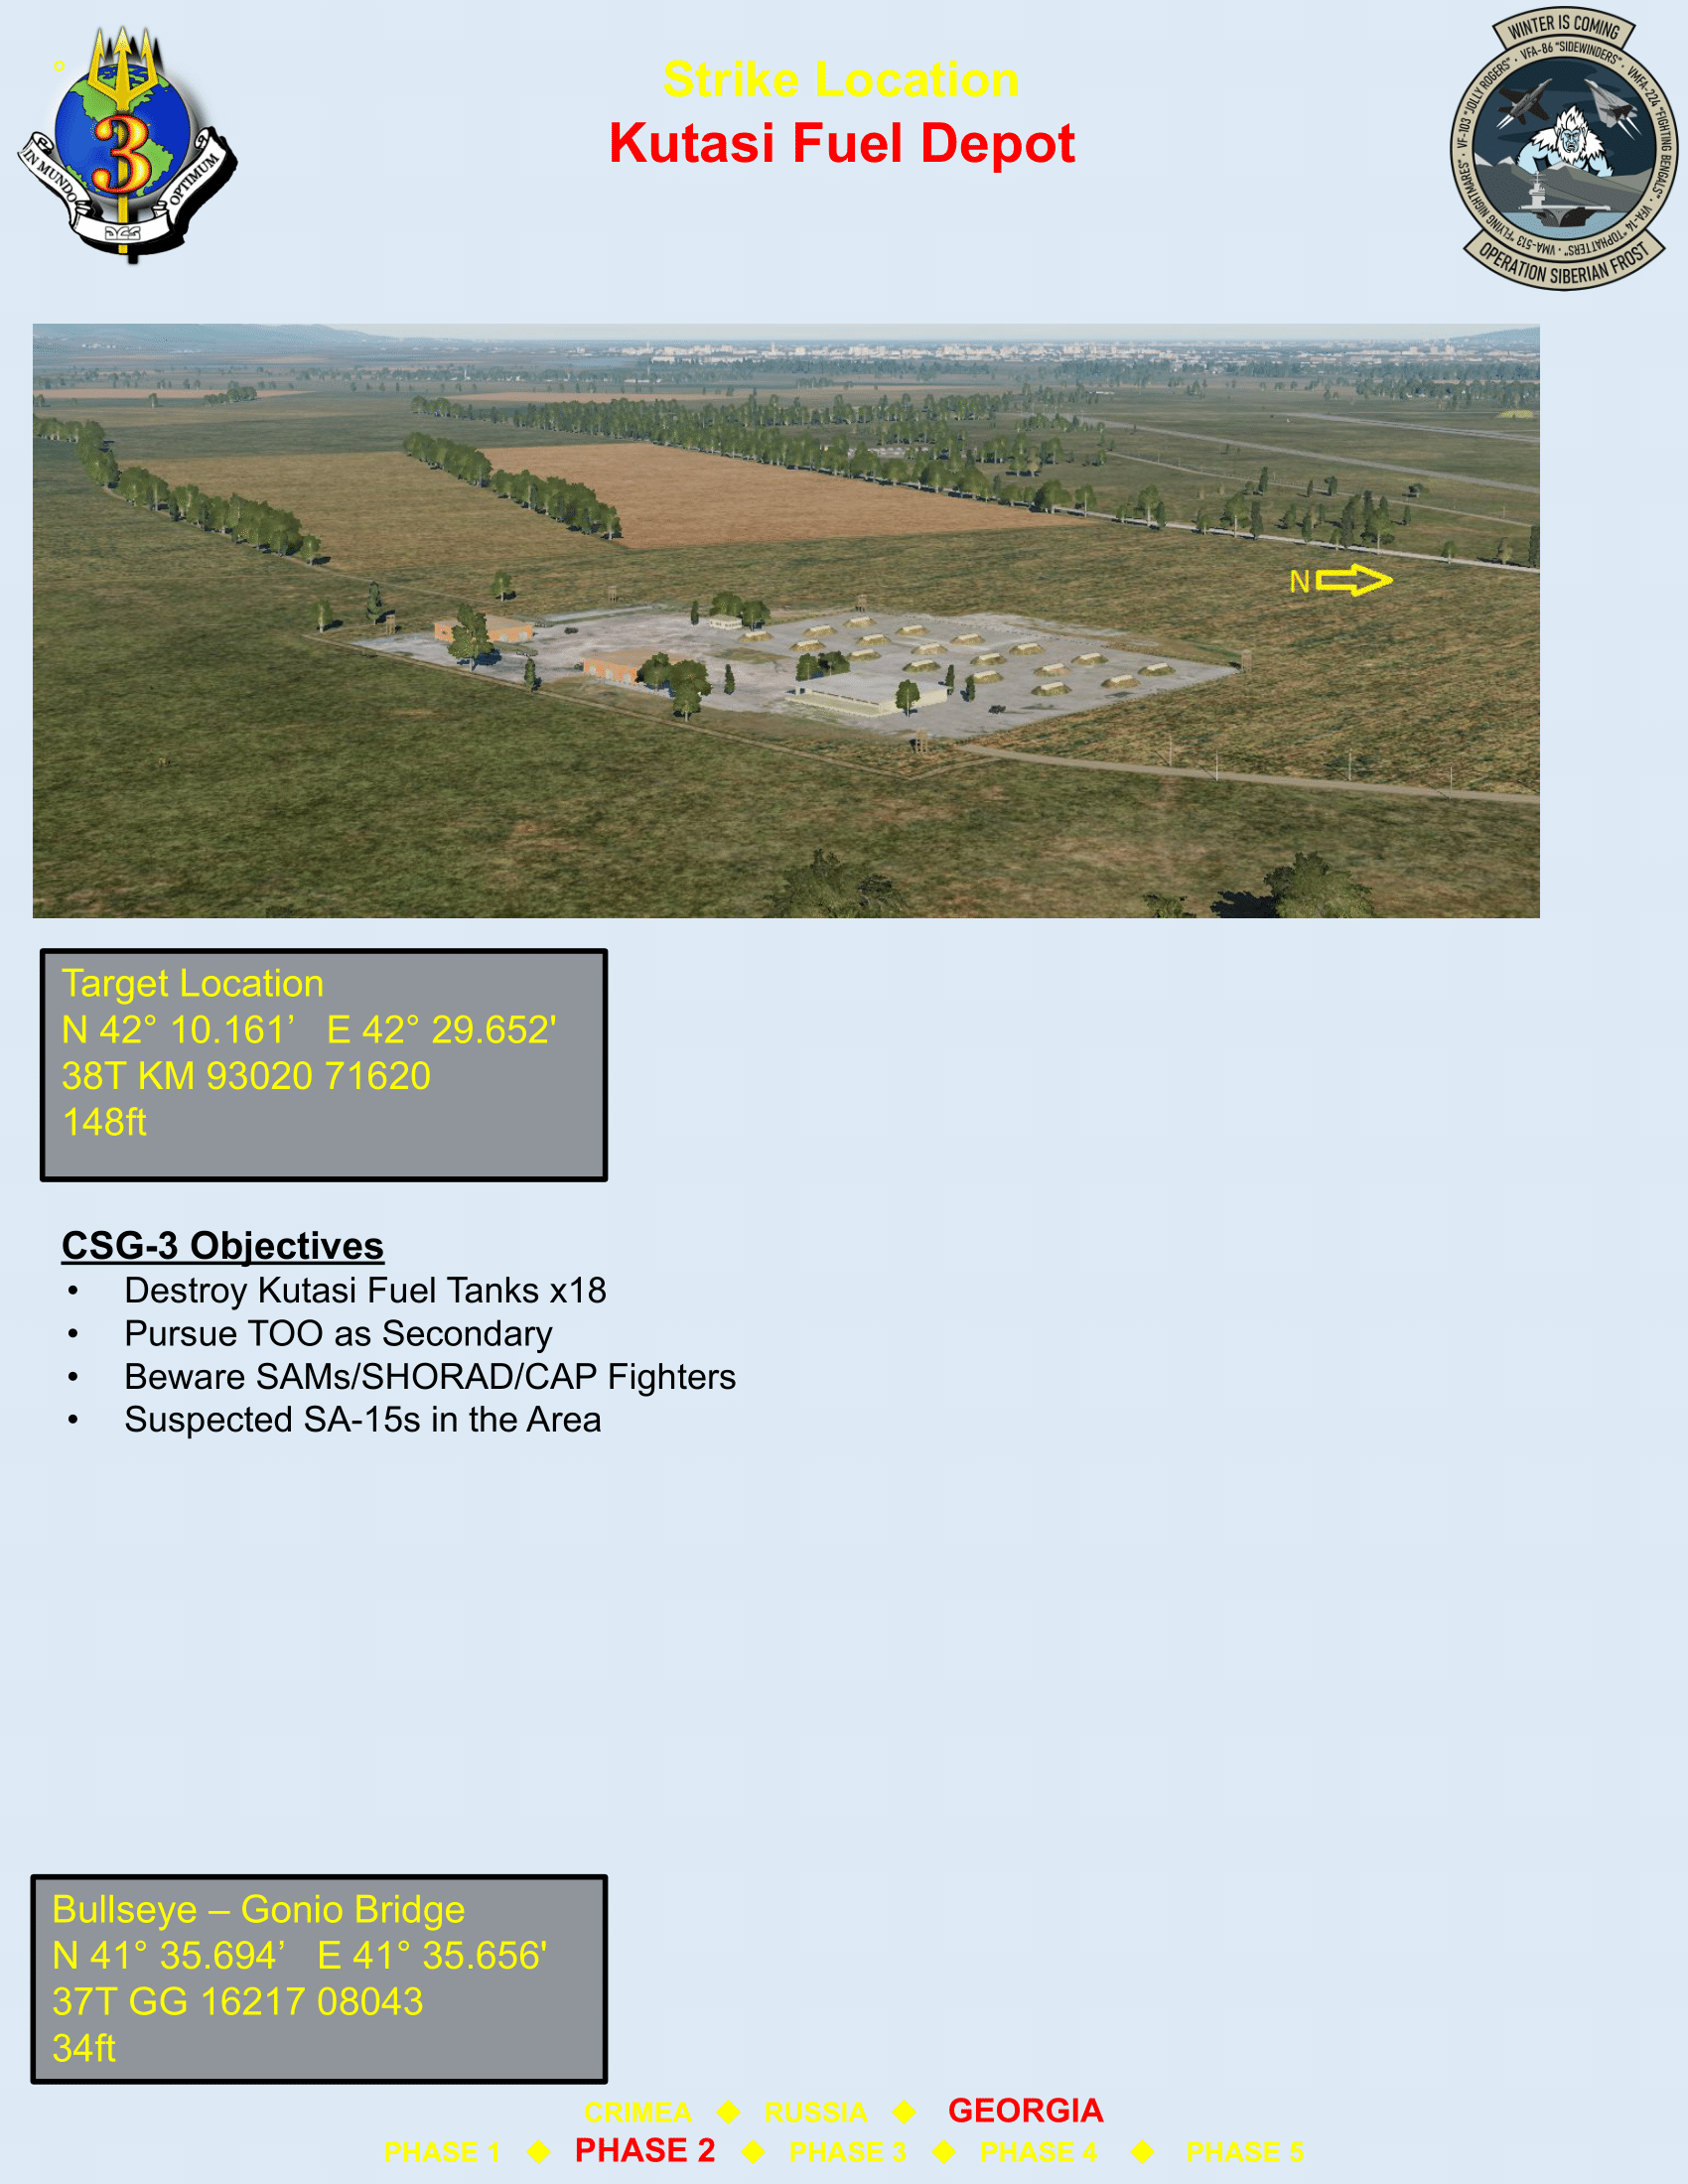 Strike Location
Kutasi Fuel Depot
3
IN MUNDO
OPTIMUM
DCS
WINTER IS COMING
VF-103 "JOLLY ROGERS" · VFA-86 "SIDEWINDERS" · VMFA-224 "FIGHTING BENGALS" · VFA-14 "TOPHATTERS" · VMA-513 "FLYING NIGHTMARES" ·
OPERATION SIBERIAN FROST
N
Target Location
N 42° 10.161’ E 42° 29.652'
38T KM 93020 71620
148ft
CSG-3 Objectives
• Destroy Kutasi Fuel Tanks x18
• Pursue TOO as Secondary
• Beware SAMs/SHORAD/CAP Fighters
• Suspected SA-15s in the Area
Bullseye – Gonio Bridge
N 41° 35.694’ E 41° 35.656'
37T GG 16217 08043
34ft
CRIMEA ◆ RUSSIA ◆ GEORGIA
PHASE 1 ◆ PHASE 2 ◆ PHASE 3 ◆ PHASE 4 ◆ PHASE 5